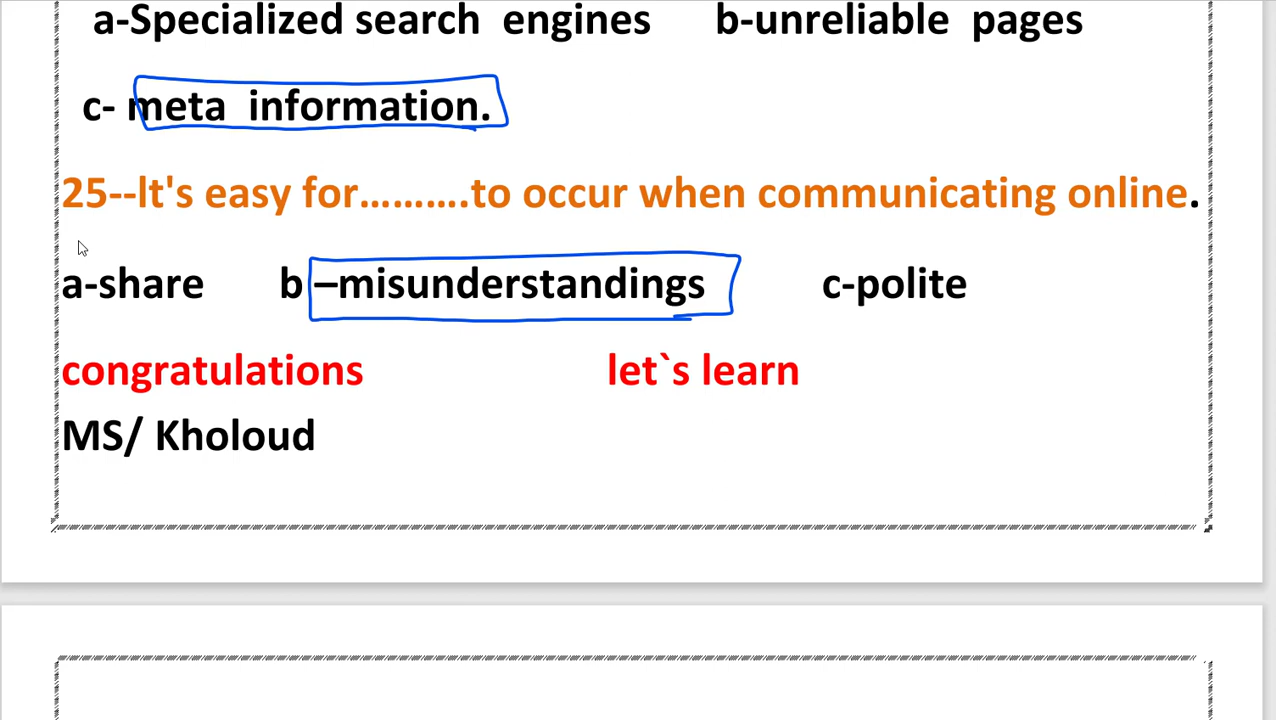 a-Specialized search engines b-unreliable pages
c- meta information.
25--lt's easy for……….to occur when communicating online.
a-share b –misunderstandings c-polite
congratulations let`s learn
MS/ Kholoud